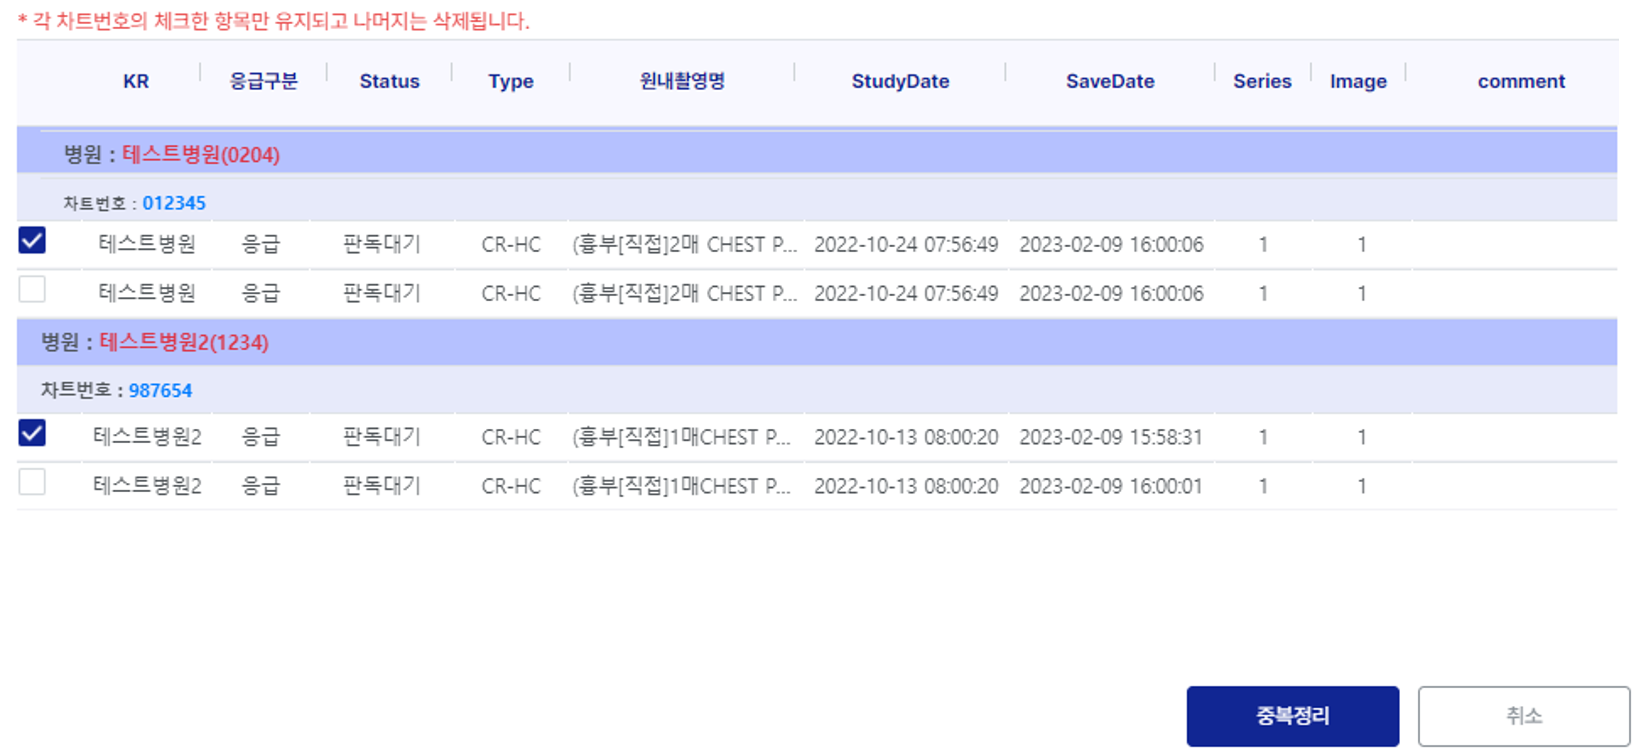 * 각 차트번호의 체크한 항목만 유지되고 나머지는 삭제됩니다.
KR 응급구분 Status Type 원내촬영명 StudyDate SaveDate Series Image comment
병원 : 테스트병원(0204)
차트번호 : 012345
테스트병원 응급 판독대기 CR-HC (흉부[직접]2매 CHEST P... 2022-10-24 07:56:49 2023-02-09 16:00:06 1 1
테스트병원 응급 판독대기 CR-HC (흉부[직접]2매 CHEST P... 2022-10-24 07:56:49 2023-02-09 16:00:06 1 1
병원 : 테스트병원2(1234)
차트번호 : 987654
테스트병원2 응급 판독대기 CR-HC (흉부[직접]1매CHEST P... 2022-10-13 08:00:20 2023-02-09 15:58:31 1 1
테스트병원2 응급 판독대기 CR-HC (흉부[직접]1매CHEST P... 2022-10-13 08:00:20 2023-02-09 16:00:01 1 1
중복정리 취소